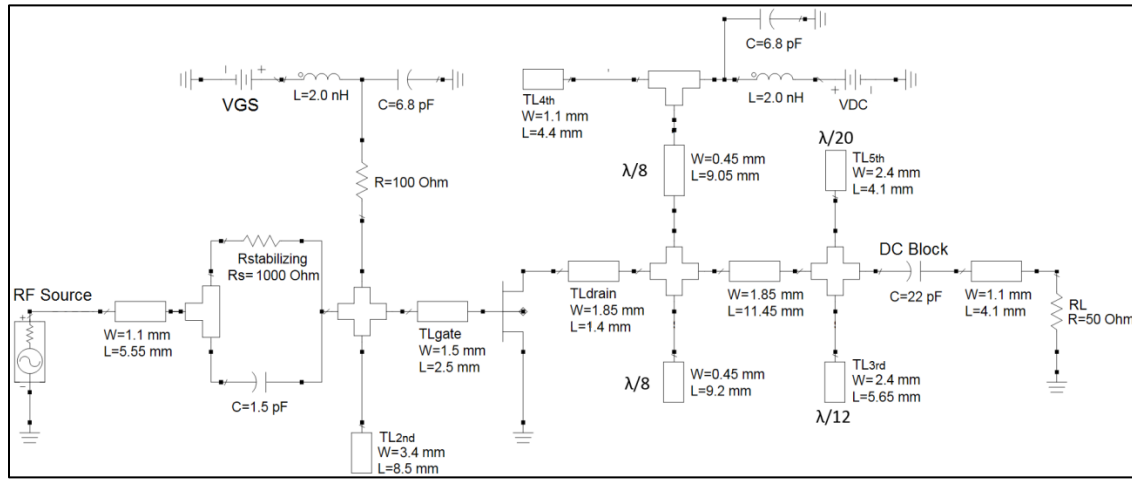 C=6.8 pF
VGS
L=2.0 nH
C=6.8 pF
TL4th
W=1.1 mm
L=4.4 mm
L=2.0 nH
VDC
R=100 Ohm
λ/8
W=0.45 mm
L=9.05 mm
λ/20
TL5th
W=2.4 mm
L=4.1 mm
Rstabilizing
Rs= 1000 Ohm
RF Source
W=1.1 mm
L=5.55 mm
C=1.5 pF
TLgate
W=1.5 mm
L=2.5 mm
TLdrain
W=1.85 mm
L=1.4 mm
W=1.85 mm
L=11.45 mm
DC Block
C=22 pF
W=1.1 mm
L=4.1 mm
RL
R=50 Ohm
TL2nd
W=3.4 mm
L=8.5 mm
λ/8
W=0.45 mm
L=9.2 mm
TL3rd
W=2.4 mm
L=5.65 mm
λ/12